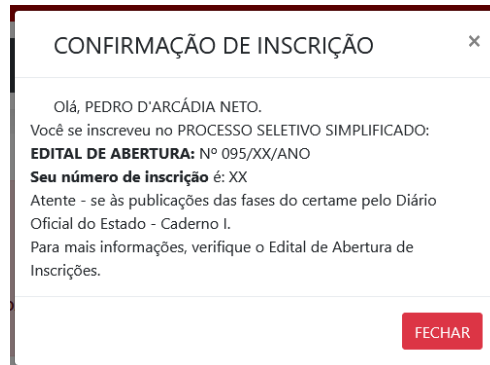 CONFIRMAÇÃO DE INSCRIÇÃO ×
Olá, PEDRO D'ARCÁDIA NETO.
Você se inscreveu no PROCESSO SELETIVO SIMPLIFICADO:
EDITAL DE ABERTURA: Nº 095/XX/ANO
Seu número de inscrição é: XX
Atente - se às publicações das fases do certame pelo Diário
Oficial do Estado - Caderno I.
Para mais informações, verifique o Edital de Abertura de
Inscrições.
FECHAR